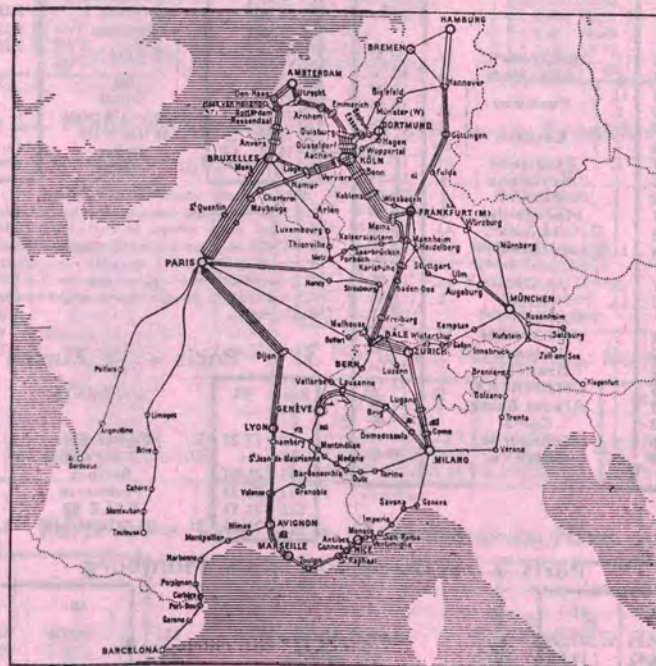 HAMBURG
BREMEN
AMSTERDAM
Den Haag
Utrecht
Bielefeld
Hannover
Hoek van Holland
Rotterdam
Emmerich
Münster (W)
Rosendaal
Arnhem
DORTMUND
Duisburg
Hagen
Göttingen
Anvers
Düsseldorf
Wuppertal
Aachen
BRUXELLES
KÖLN
Mons
Liège
Bonn
Fulda
Verviers
Namur
Koblenz
Wiesbaden
Charleroi
FRANKFURT (M)
St Quentin
Maubeuge
Arlon
Mainz
Würzburg
Luxembourg
Kaiserslautern
Mannheim
Nürnberg
Thionville
Saarbrücken
Heidelberg
PARIS
Metz
Forbach
Karlsruhe
Stuttgart
Ulm
Nancy
Strasbourg
Baden-Oos
Augsburg
MÜNCHEN
Freiburg
Rosenheim
Mulhouse
Kempten
Salzburg
Belfort
BÂLE
Winterthur
Kufstein
Dijon
ZÜRICH
Innsbruck
Zell am See
BERN
Luzern
Brennero
Poitiers
Vallorbe
Lausanne
Klagenfurt
Bolzano
GENÈVE
Brig
Lugano
Limoges
Trento
Angoulême
LYON
Domodossola
Como
Chambéry
Montmélian
MILANO
Verona
Brive
St Jean-de-Maurienne
Modane
Bordeaux
Bardonecchia
Oulx
Torino
Cahors
Valence
Grenoble
Savona
Genova
Montauban
Nimes
AVIGNON
Imperia
Toulouse
Montpellier
Monaco
San Remo
Antibes
Ventimiglia
MARSEILLE
Cannes
NICE
Narbonne
Toulon
St Raphaël
Perpignan
Cerbère
Port-Bou
Gerona
BARCELONA